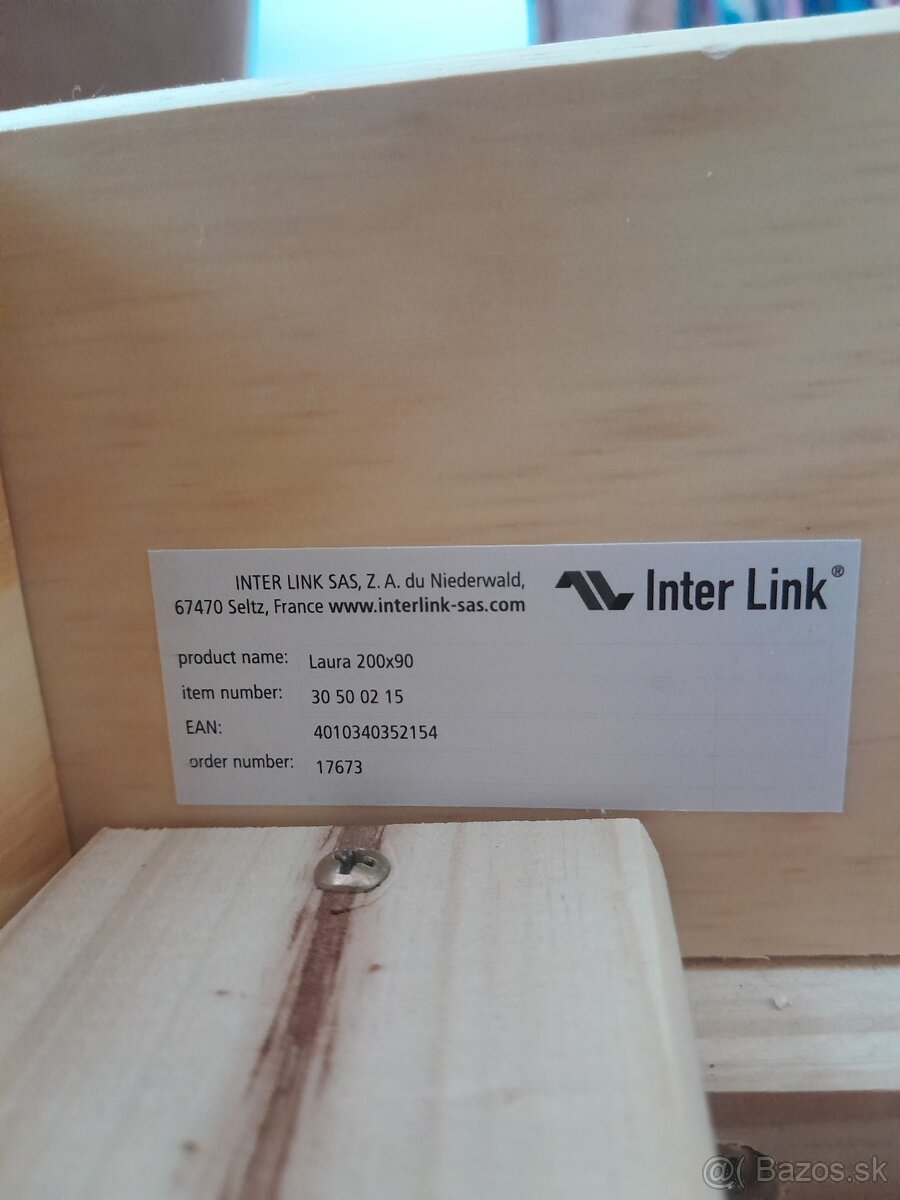 INTER LINK SAS, Z. A. du Niederwald,
67470 Seltz, France www.interlink-sas.com
Inter Link®
product name: Laura 200x90
item number: 30 50 02 15
EAN: 4010340352154
order number: 17673
@( Bazos.sk